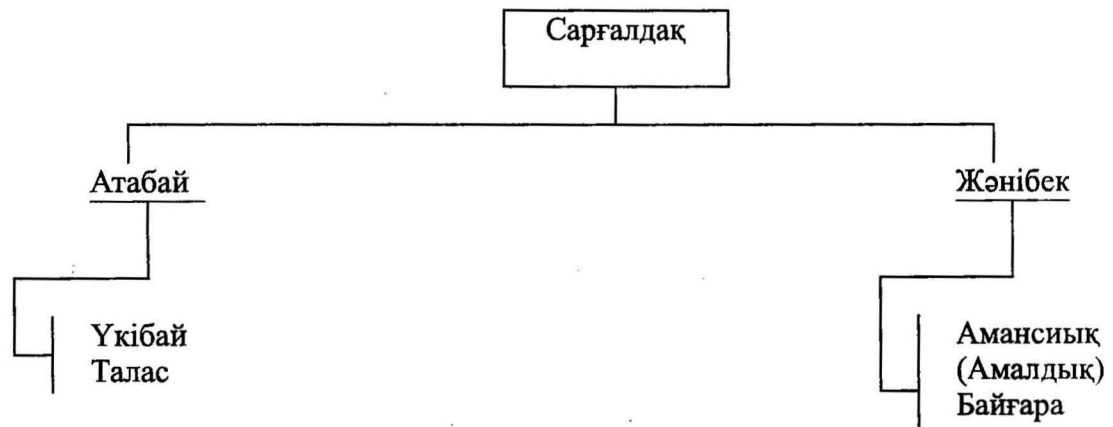 Сарғалдақ
Атабай
Жәнібек
Үкібай
Талас
Амансиық
(Амалдық)
Байғара